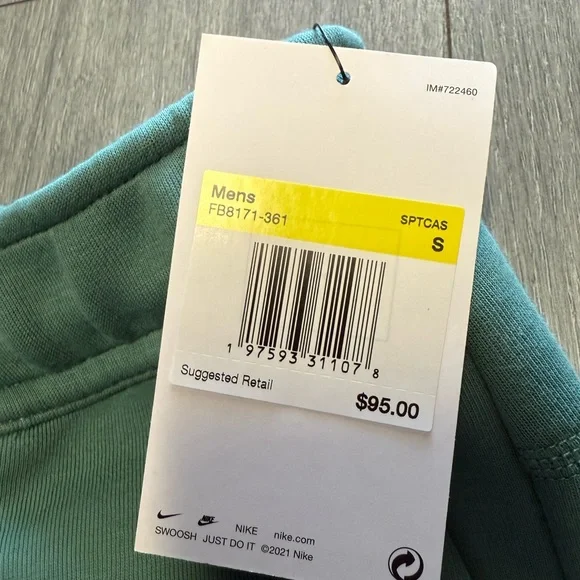 IM#722460
Mens
FB8171-361 SPTCAS
S
1 97593 31107 8
Suggested Retail
$95.00
NIKE NIKE nike.com
SWOOSH JUST DO IT ©2021 Nike